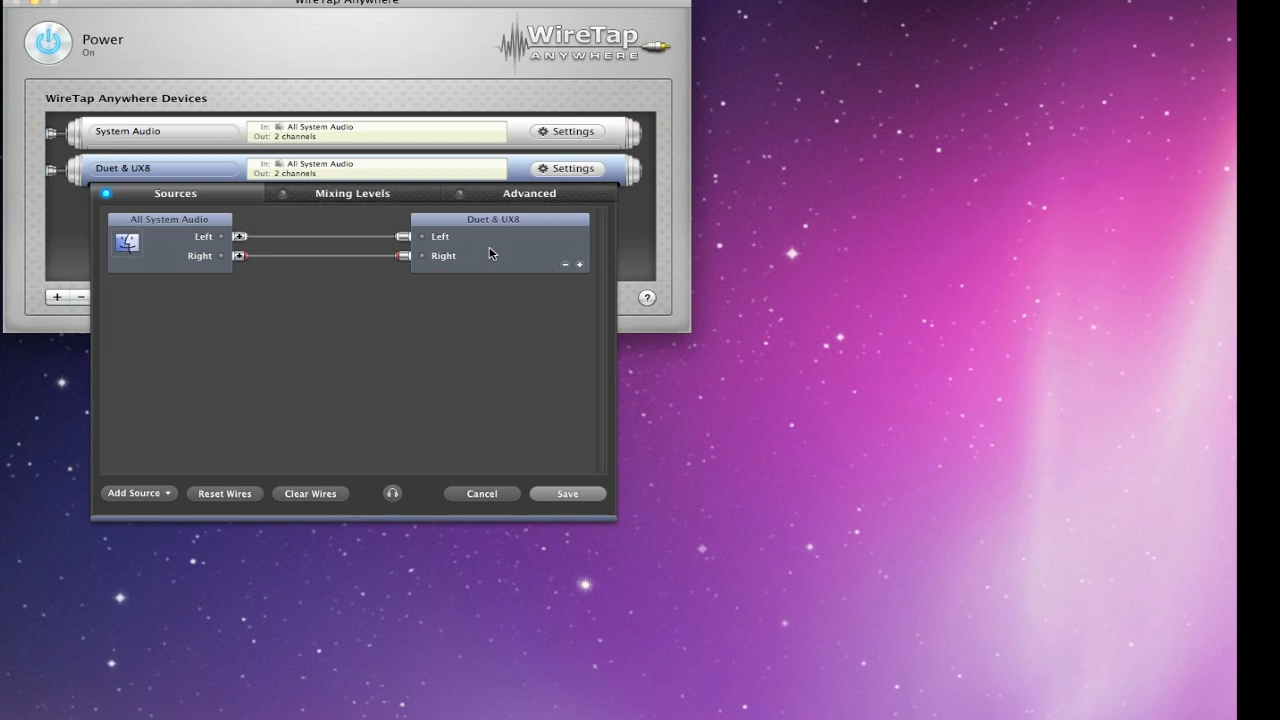 WireTap Anywhere
Power
On
WireTap
ANYWHERE
WireTap Anywhere Devices
System Audio
In: All System Audio
Out: 2 channels
Settings
Duet & UX8
In: All System Audio
Out: 2 channels
Settings
Sources
Mixing Levels
Advanced
All System Audio
Left
Right
Duet & UX8
Left
Right
− +
+ −
?
Add Source
Reset Wires
Clear Wires
Cancel
Save